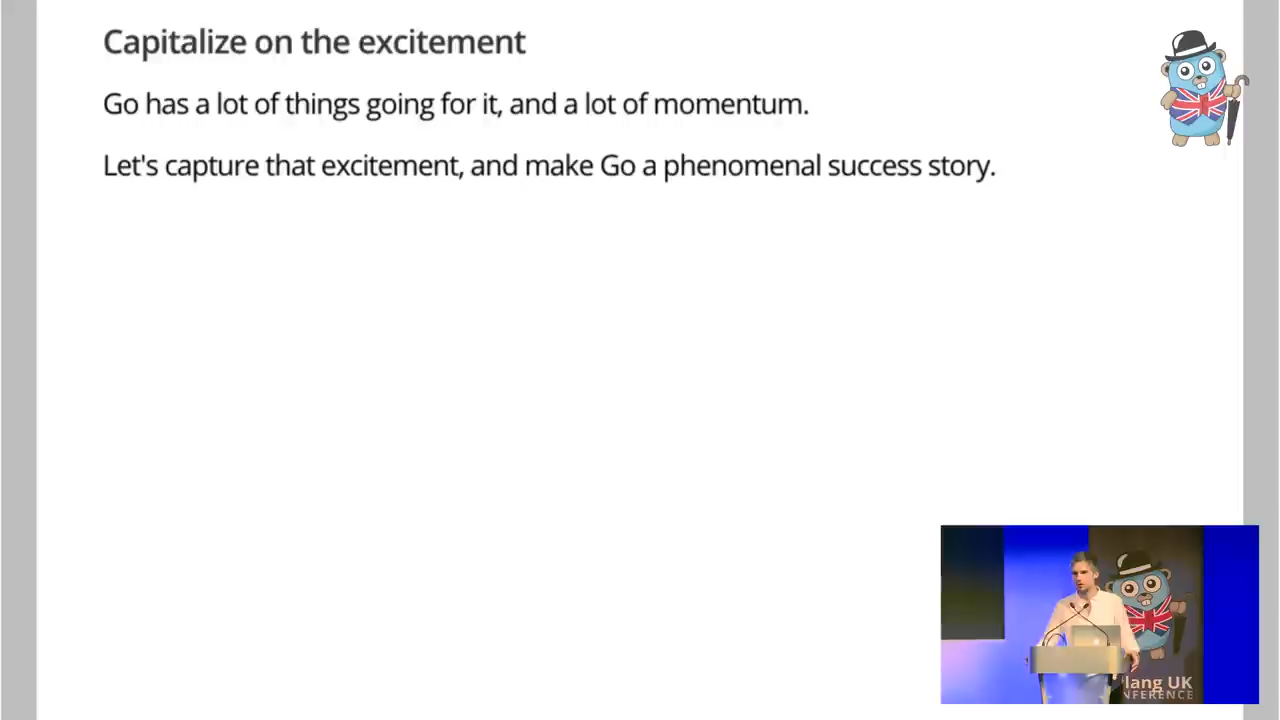 Capitalize on the excitement
Go has a lot of things going for it, and a lot of momentum.
Let's capture that excitement, and make Go a phenomenal success story.
lang UK
NFERENCE